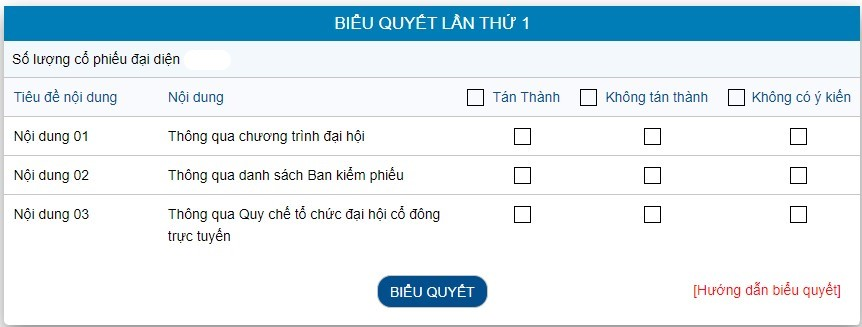 BIỂU QUYẾT LẦN THỨ 1
Số lượng cổ phiếu đại diện
Tiêu đề nội dung Nội dung Tán Thành Không tán thành Không có ý kiến
Nội dung 01 Thông qua chương trình đại hội
Nội dung 02 Thông qua danh sách Ban kiểm phiếu
Nội dung 03 Thông qua Quy chế tổ chức đại hội cổ đông
trực tuyến
BIỂU QUYẾT
[Hướng dẫn biểu quyết]